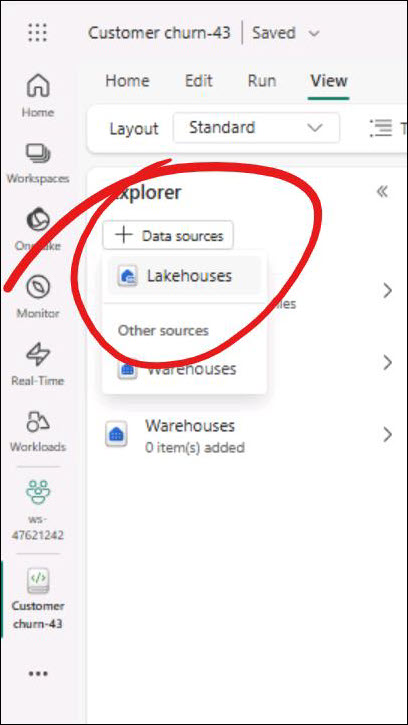 Customer churn-43 | Saved
Home Edit Run View
Home
Layout Standard
Workspaces
Explorer
Data sources
Lakehouses
Monitor
Other sources
Real-Time
Warehouses
Workloads
Warehouses
0 item(s) added
ws-
47621242
Customer
churn-43